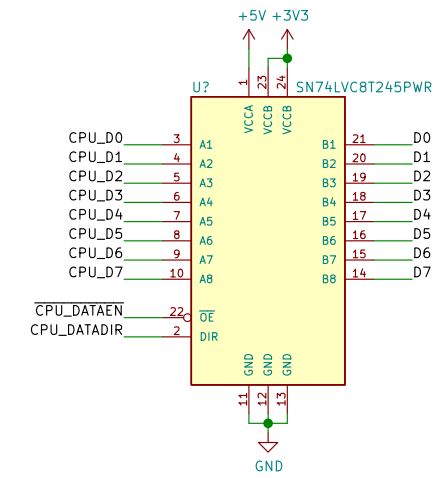 +5V +3V3
U? SN74LVC8T245PWR
1 23 24
VCCA VCCB VCCB
CPU_D0 3 A1 B1 21 D0
CPU_D1 4 A2 B2 20 D1
CPU_D2 5 A3 B3 19 D2
CPU_D3 6 A4 B4 18 D3
CPU_D4 7 A5 B5 17 D4
CPU_D5 8 A6 B6 16 D5
CPU_D6 9 A7 B7 15 D6
CPU_D7 10 A8 B8 14 D7
CPU_DATAEN 22 OE
CPU_DATADIR 2 DIR
GND GND GND
11 12 13
GND